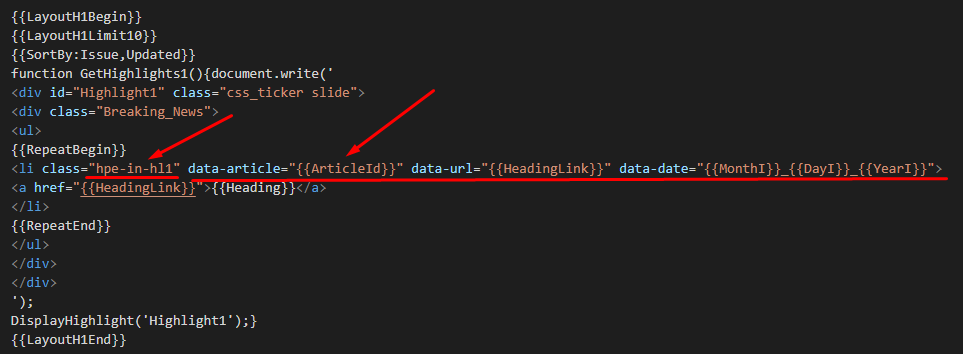 {{LayoutH1Begin}}
{{LayoutH1Limit10}}
{{SortBy:Issue,Updated}}
function GetHighlights1(){document.write('
<div id="Highlight1" class="css_ticker slide">
<div class="Breaking_News">
<ul>
{{RepeatBegin}}
<li class="hpe-in-hl1" data-article="{{ArticleId}}" data-url="{{HeadingLink}}" data-date="{{MonthI}}_{{DayI}}_{{YearI}}">
<a href="{{HeadingLink}}">{{Heading}}</a>
</li>
{{RepeatEnd}}
</ul>
</div>
</div>
');
DisplayHighlight('Highlight1');}
{{LayoutH1End}}